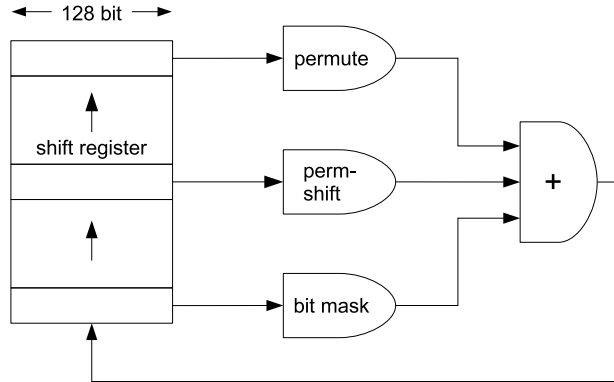 128 bit
permute
shift register
perm-
shift
+
bit mask